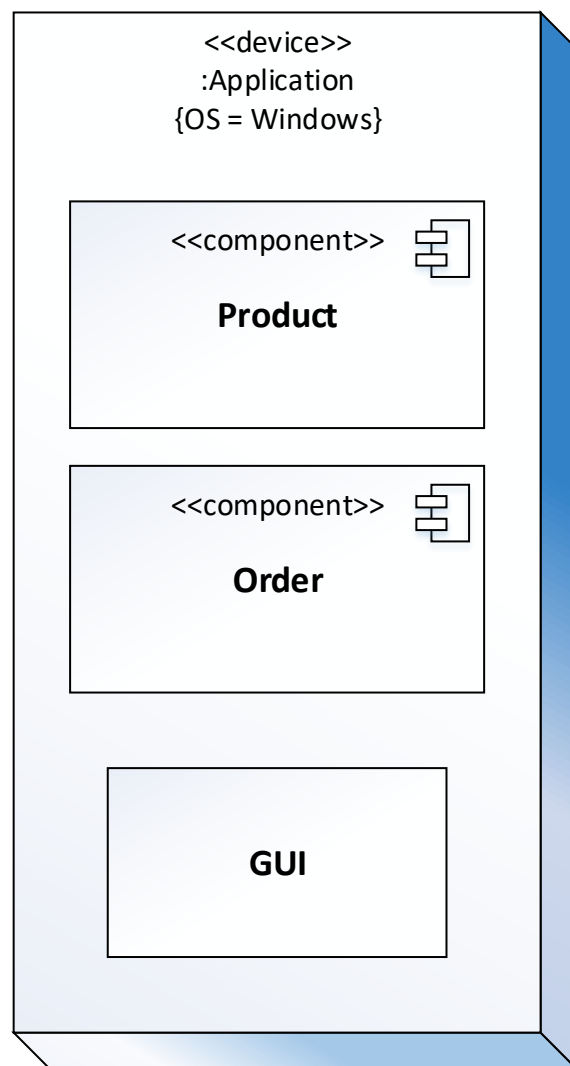 <<device>>
:Application
{OS = Windows}
<<component>>
Product
<<component>>
Order
GUI